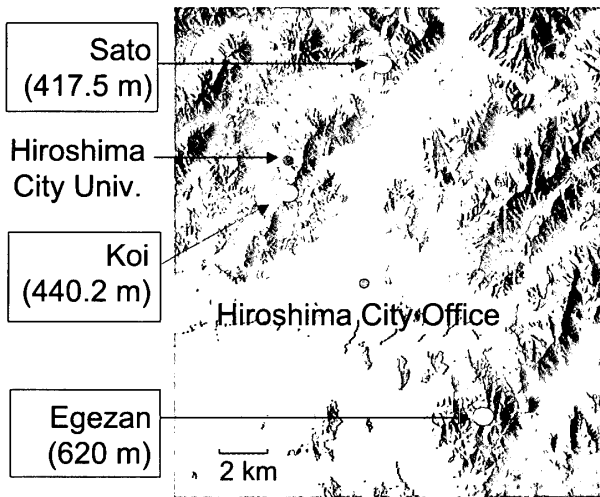 Sato
(417.5 m)
Hiroshima
City Univ.
Koi
(440.2 m)
Hiroshima City Office
Egezan
(620 m)
2 km